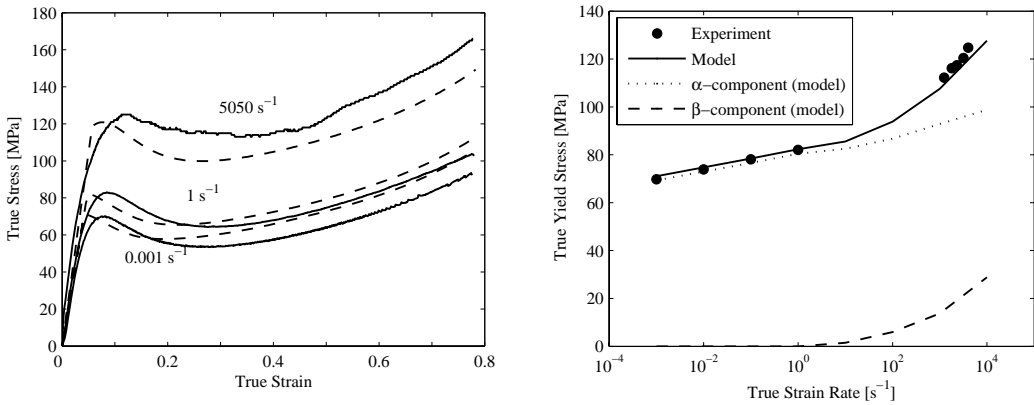 180
160
140
120
100
80
60
40
20
0
True Stress [MPa]
5050 s⁻¹
1 s⁻¹
0.001 s⁻¹
0 0.2 0.4 0.6 0.8
True Strain
140
120
100
80
60
40
20
0
True Yield Stress [MPa]
Experiment
Model
α−component (model)
β−component (model)
10⁻⁴ 10⁻² 10⁰ 10² 10⁴
True Strain Rate [s⁻¹]